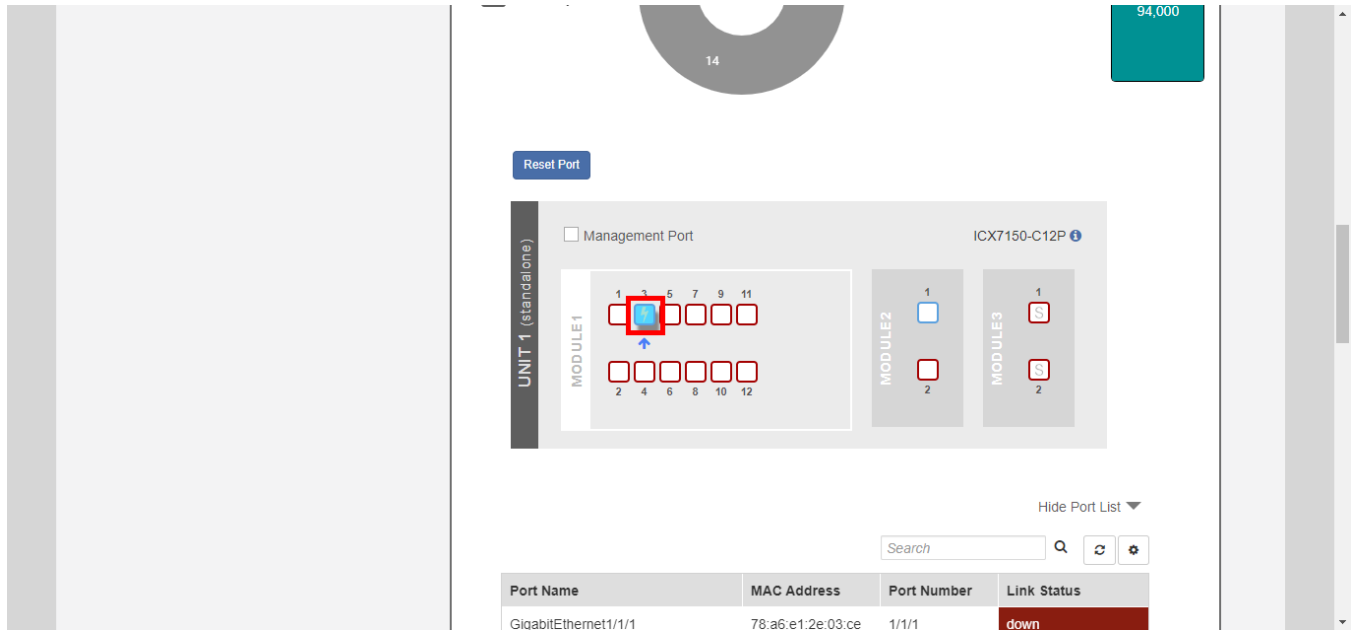 94,000
14
Reset Port
Management Port
ICX7150-C12P
UNIT 1 (standalone)
MODULE1
1 3 5 7 9 11
2 4 6 8 10 12
MODULE2
1
2
MODULE3
1
S
S
2
Hide Port List
Search
Port Name MAC Address Port Number Link Status
GigabitEthernet1/1/1 78:a6:e1:2e:03:ce 1/1/1 down